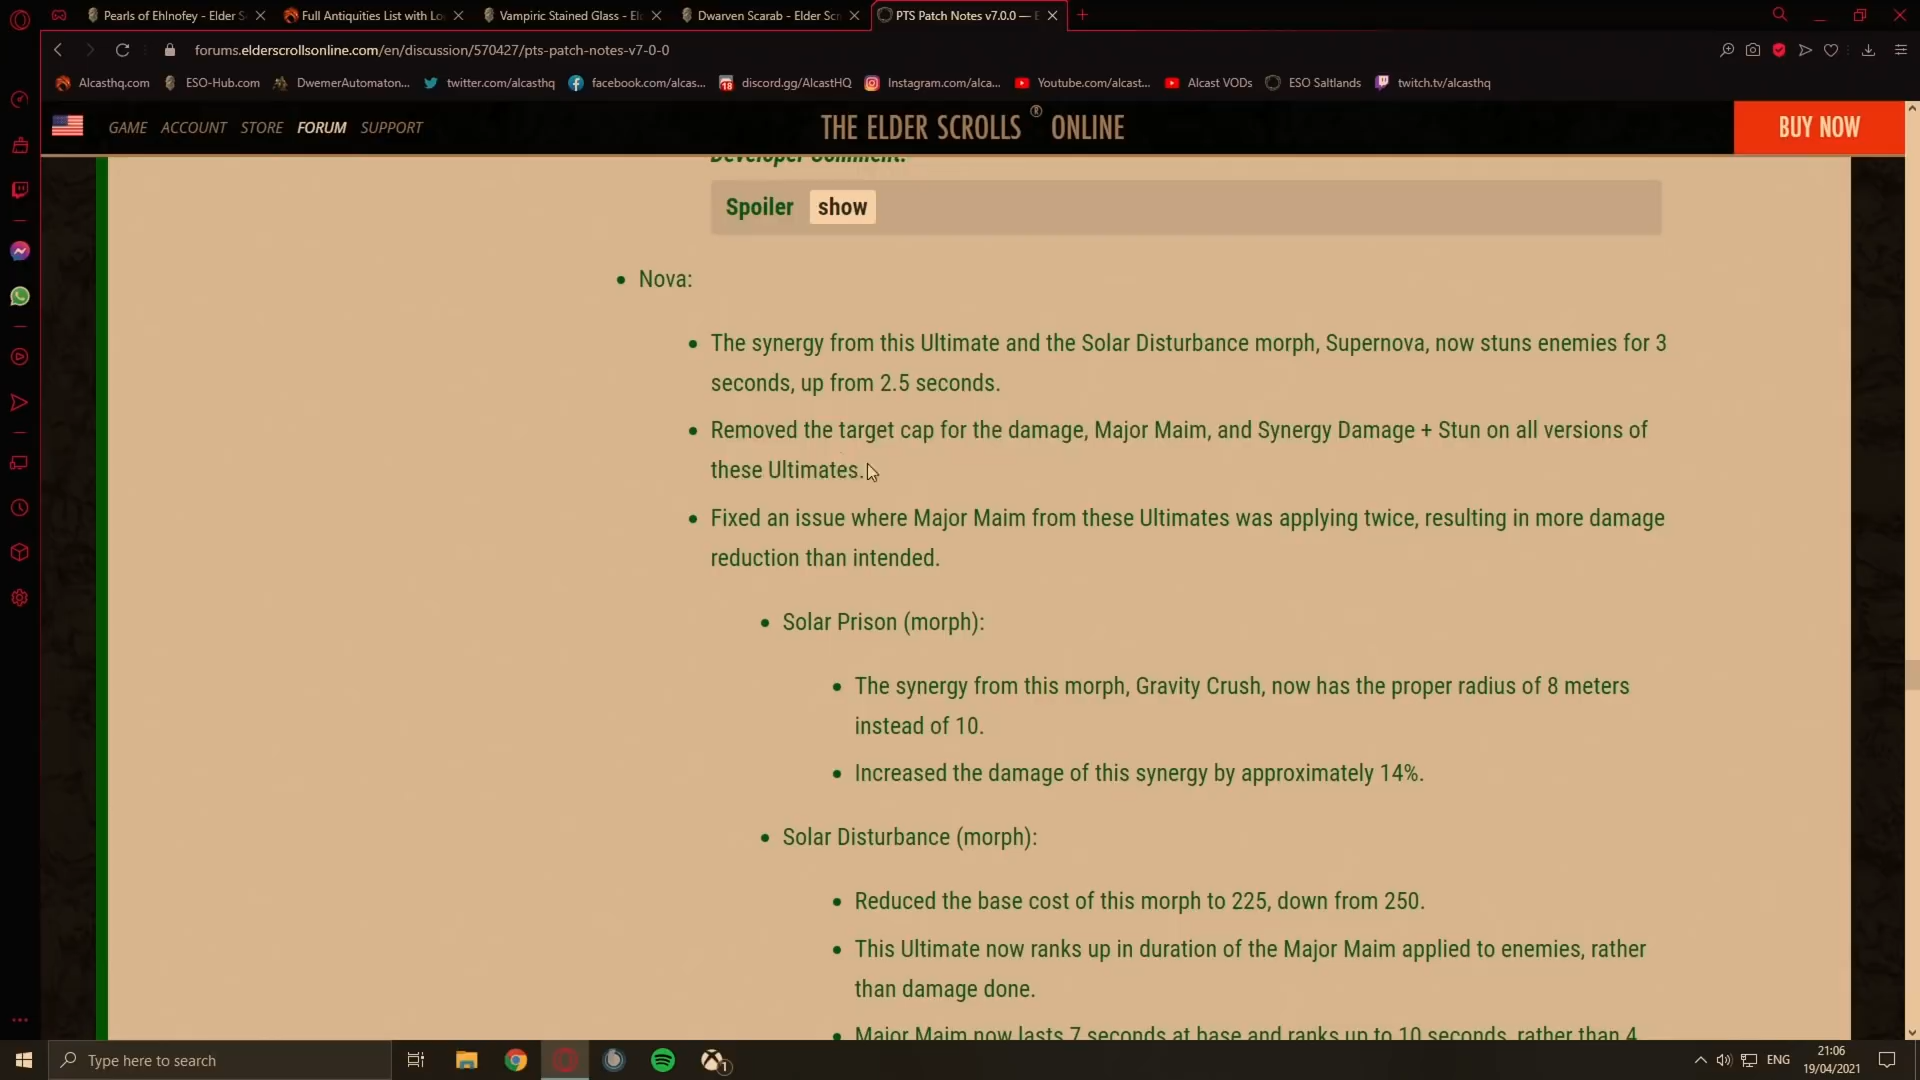 Pearls of Ehlnofey - Elder S
Full Antiquities List with Lo
Vampiric Stained Glass - El
Dwarven Scarab - Elder Scr
PTS Patch Notes v7.0.0 — E
forums.elderscrollsonline.com/en/discussion/570427/pts-patch-notes-v7-0-0
Alcasthq.com
ESO-Hub.com
DwemerAutomaton...
twitter.com/alcasthq
facebook.com/alcas...
18
discord.gg/AlcastHQ
Instagram.com/alca...
Youtube.com/alcast...
Alcast VODs
ESO Saltlands
twitch.tv/alcasthq
GAME ACCOUNT STORE FORUM SUPPORT
THE ELDER SCROLLS ® ONLINE
BUY NOW
Developer Comment:
Spoiler show
• Nova:
• The synergy from this Ultimate and the Solar Disturbance morph, Supernova, now stuns enemies for 3
seconds, up from 2.5 seconds.
• Removed the target cap for the damage, Major Maim, and Synergy Damage + Stun on all versions of
these Ultimates.
• Fixed an issue where Major Maim from these Ultimates was applying twice, resulting in more damage
reduction than intended.
• Solar Prison (morph):
• The synergy from this morph, Gravity Crush, now has the proper radius of 8 meters
instead of 10.
• Increased the damage of this synergy by approximately 14%.
• Solar Disturbance (morph):
• Reduced the base cost of this morph to 225, down from 250.
• This Ultimate now ranks up in duration of the Major Maim applied to enemies, rather
than damage done.
• Major Maim now lasts 7 seconds at base and ranks up to 10 seconds, rather than 4
Type here to search
1
ENG
21:06
19/04/2021